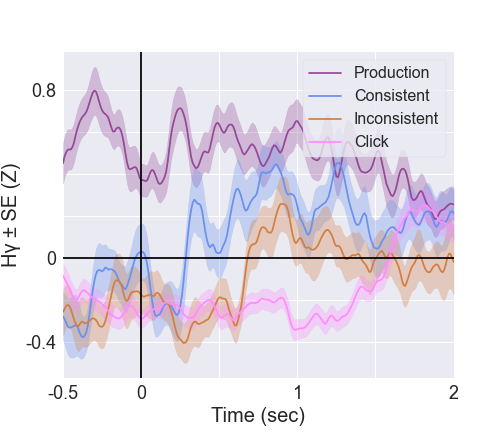 Production
Consistent
Inconsistent
Click
0.8
0
-0.4
Hγ ± SE (Z)
-0.5
0
1
2
Time (sec)